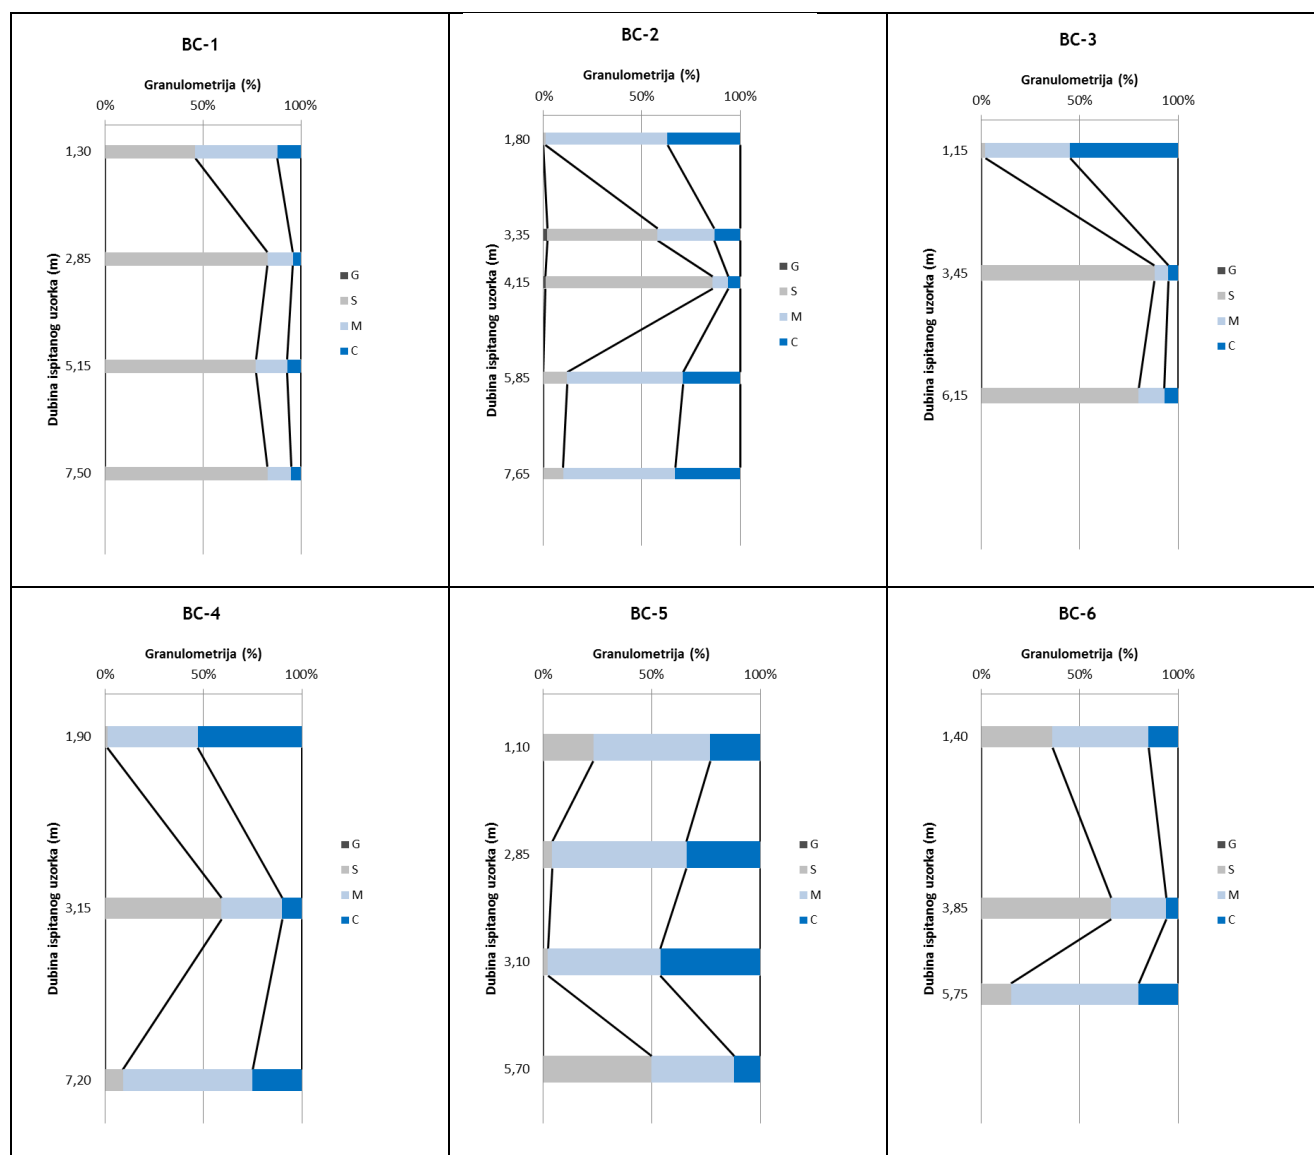 BC-1
Granulometrija (%)
0% 50% 100%
Dubina ispitanog uzorka (m)
1,30
2,85
5,15
7,50
G
S
M
C
BC-2
Granulometrija (%)
0% 50% 100%
Dubina ispitanog uzorka (m)
1,80
3,35
4,15
5,85
7,65
G
S
M
C
BC-3
Granulometrija (%)
0% 50% 100%
Dubina ispitanog uzorka (m)
1,15
3,45
6,15
G
S
M
C
BC-4
Granulometrija (%)
0% 50% 100%
Dubina ispitanog uzorka (m)
1,90
3,15
7,20
G
S
M
C
BC-5
Granulometrija (%)
0% 50% 100%
Dubina ispitanog uzorka (m)
1,10
2,85
3,10
5,70
G
S
M
C
BC-6
Granulometrija (%)
0% 50% 100%
Dubina ispitanog uzorka (m)
1,40
3,85
5,75
G
S
M
C